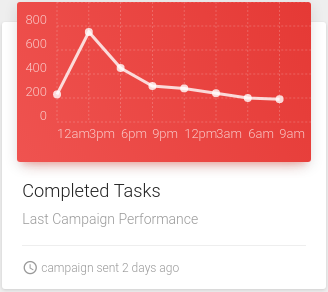 800
600
400
200
0
12am3pm 6pm 9pm 12pm3am 6am 9am
Completed Tasks
Last Campaign Performance
campaign sent 2 days ago